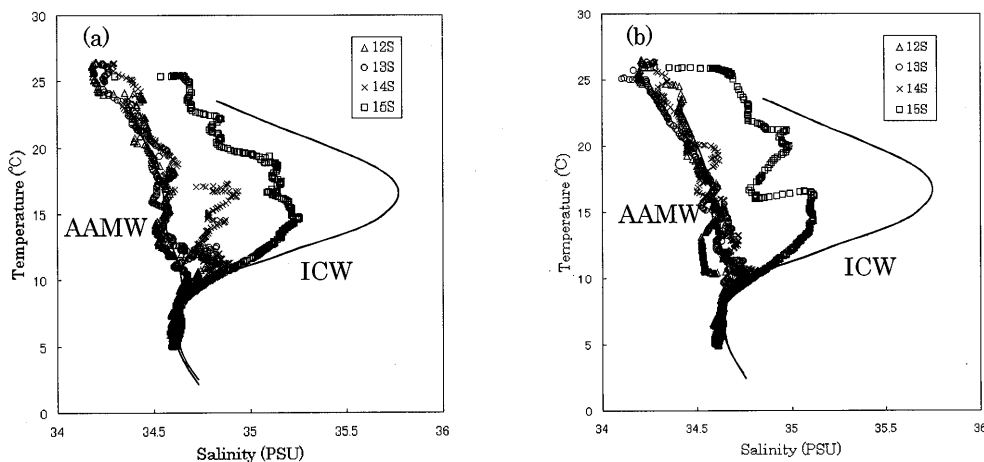 (a)
30
25
20
15
10
5
0
Temperature (°C)
△ 12S
○ 13S
× 14S
□ 15S
AAMW
ICW
34
34.5
35
35.5
36
Salinity (PSU)
(b)
30
25
20
15
10
5
0
Temperature (°C)
△ 12S
○ 13S
× 14S
□ 15S
AAMW
ICW
34
34.5
35
35.5
36
Salinity (PSU)